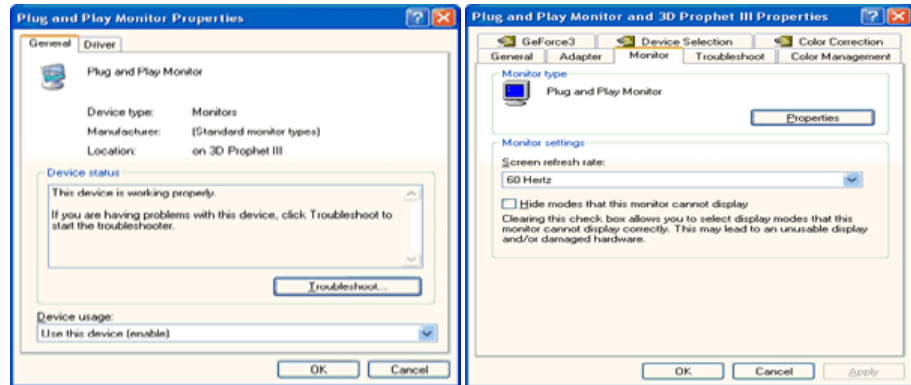 Plug and Play Monitor Properties
General Driver
Plug and Play Monitor
Device type: Monitors
Manufacturer: (Standard monitor types)
Location: on 3D Prophet III
Device status
This device is working properly.
If you are having problems with this device, click Troubleshoot to
start the troubleshooter.
Troubleshoot...
Device usage:
Use this device (enable)
OK Cancel
Plug and Play Monitor and 3D Prophet III Properties
GeForce3 Device Selection Color Correction
General Adapter Monitor Troubleshoot Color Management
Monitor type
Plug and Play Monitor
Properties
Monitor settings
Screen refresh rate:
60 Hertz
Hide modes that this monitor cannot display
Clearing this check box allows you to select display modes that this
monitor cannot display correctly. This may lead to an unusable display
and/or damaged hardware.
OK Cancel Apply